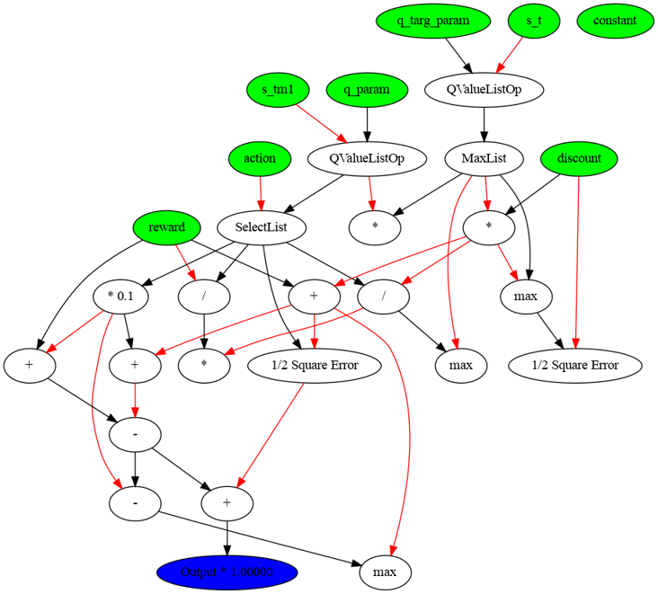 q_targ_param
s_t
constant
s_tm1
q_param
QValueListOp
action
QValueListOp
MaxList
discount
reward
SelectList
*
*
* 0.1
/
+
/
max
+
+
*
1/2 Square Error
max
1/2 Square Error
-
-
+
Output * 1.00000
max